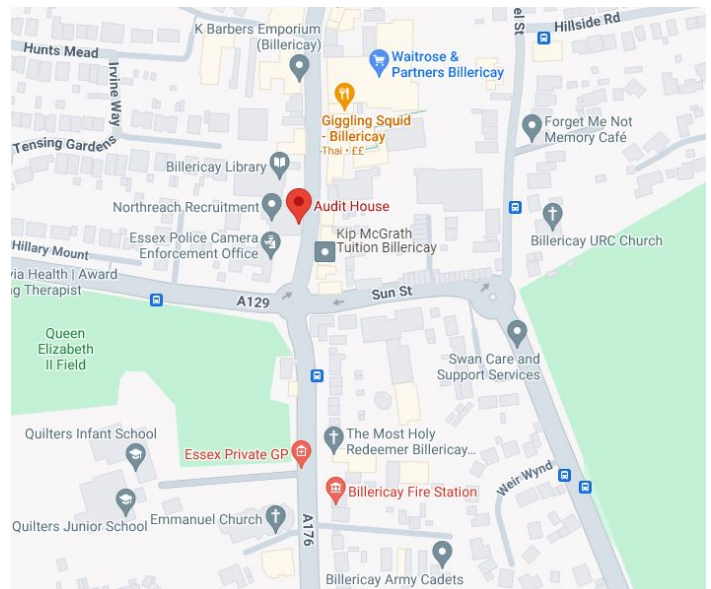 el St
Hillside Rd
K Barbers Emporium
(Billericay)
Hunts Mead
Waitrose &
Partners Billericay
Irvine Way
Giggling Squid
- Billericay
Thai • ££
Forget Me Not
Memory Café
Tensing Gardens
Billericay Library
Northreach Recruitment
Audit House
Kip McGrath
Tuition Billericay
Essex Police Camera
Enforcement Office
Billericay URC Church
Hillary Mount
via Health | Award
ng Therapist
A129
Sun St
Queen
Elizabeth
II Field
Swan Care and
Support Services
Quilters Infant School
Essex Private GP
The Most Holy
Redeemer Billericay...
Weir Wynd
Billericay Fire Station
Quilters Junior School
Emmanuel Church
A176
Billericay Army Cadets